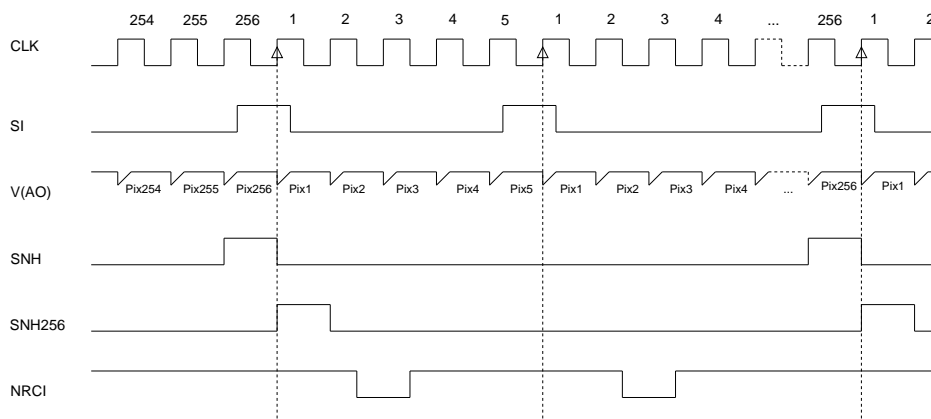 254 255 256 1 2 3 4 5 1 2 3 4 ... 256 1 2
CLK
SI
V(AO) Pix254 Pix255 Pix256 Pix1 Pix2 Pix3 Pix4 Pix5 Pix1 Pix2 Pix3 Pix4 ... Pix256 Pix1
SNH
SNH256
NRCI